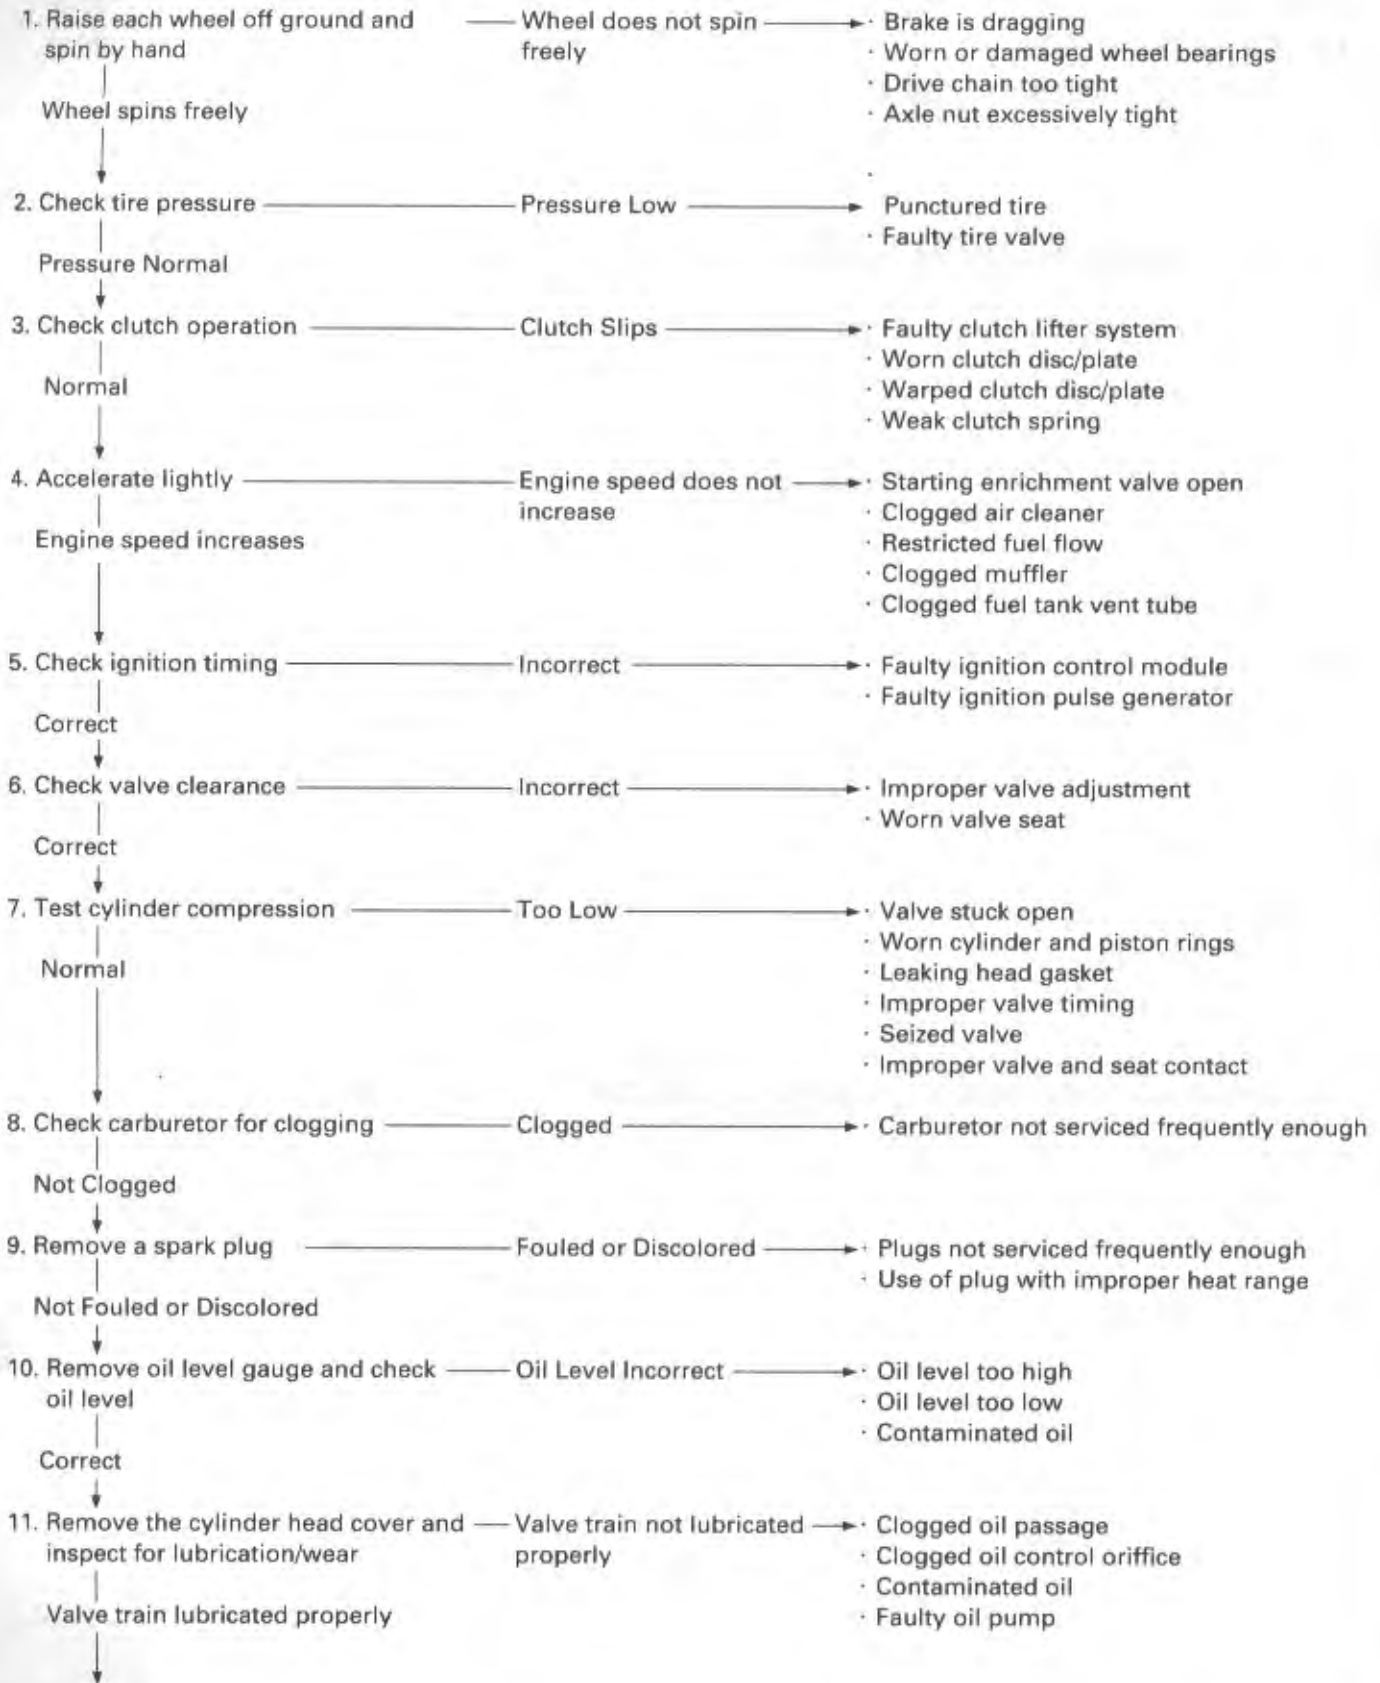 1. Raise each wheel off ground and spin by hand
Wheel does not spin freely
· Brake is dragging
· Worn or damaged wheel bearings
· Drive chain too tight
· Axle nut excessively tight
Wheel spins freely
2. Check tire pressure
Pressure Low
Punctured tire
· Faulty tire valve
Pressure Normal
3. Check clutch operation
Clutch Slips
· Faulty clutch lifter system
· Worn clutch disc/plate
· Warped clutch disc/plate
· Weak clutch spring
Normal
4. Accelerate lightly
Engine speed does not increase
· Starting enrichment valve open
· Clogged air cleaner
· Restricted fuel flow
· Clogged muffler
· Clogged fuel tank vent tube
Engine speed increases
5. Check ignition timing
Incorrect
· Faulty ignition control module
· Faulty ignition pulse generator
Correct
6. Check valve clearance
Incorrect
· Improper valve adjustment
· Worn valve seat
Correct
7. Test cylinder compression
Too Low
· Valve stuck open
· Worn cylinder and piston rings
· Leaking head gasket
· Improper valve timing
· Seized valve
· Improper valve and seat contact
Normal
8. Check carburetor for clogging
Clogged
· Carburetor not serviced frequently enough
Not Clogged
9. Remove a spark plug
Fouled or Discolored
· Plugs not serviced frequently enough
· Use of plug with improper heat range
Not Fouled or Discolored
10. Remove oil level gauge and check oil level
Oil Level Incorrect
· Oil level too high
· Oil level too low
· Contaminated oil
Correct
11. Remove the cylinder head cover and inspect for lubrication/wear
Valve train not lubricated properly
· Clogged oil passage
· Clogged oil control oriffice
· Contaminated oil
· Faulty oil pump
Valve train lubricated properly